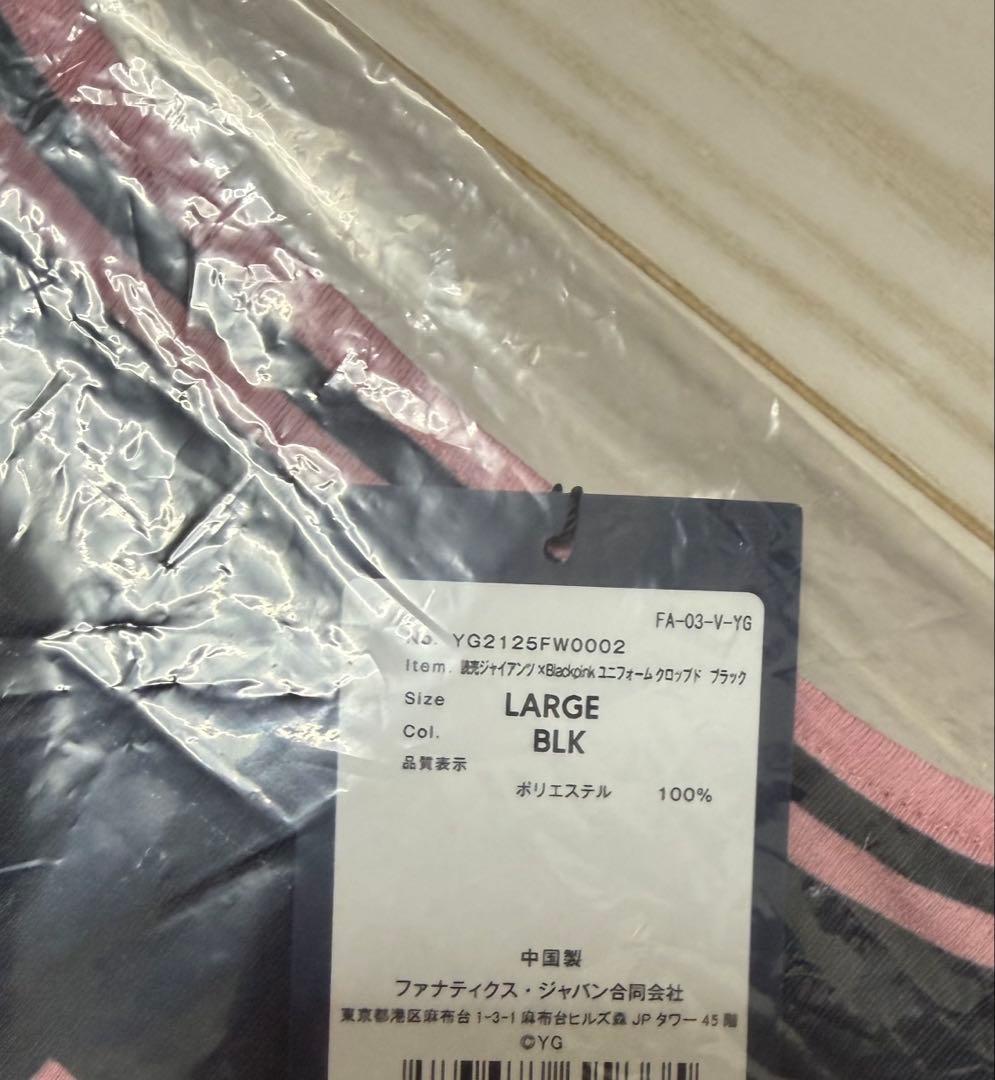 FA-03-V-YG
No. YG2125FW0002
Item. 読売ジャイアンツ×Blackpink ユニフォーム クロップド ブラック
Size LARGE
Col. BLK
品質表示
ポリエステル 100%
中国製
ファナティクス・ジャパン合同会社
東京都港区麻布台 1-3-1 麻布台ヒルズ森 JP タワー 45 階
©YG